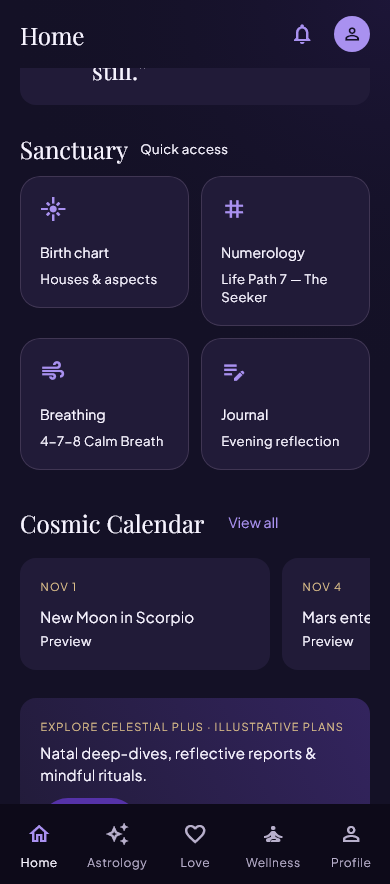 Home
still."
Sanctuary Quick access
Birth chart
Houses & aspects
Numerology
Life Path 7 — The
Seeker
Breathing
4–7–8 Calm Breath
Journal
Evening reflection
Cosmic Calendar View all
NOV 1
New Moon in Scorpio
Preview
NOV 4
Mars ente
Preview
EXPLORE CELESTIAL PLUS · ILLUSTRATIVE PLANS
Natal deep-dives, reflective reports &
mindful rituals.
Home Astrology Love Wellness Profile